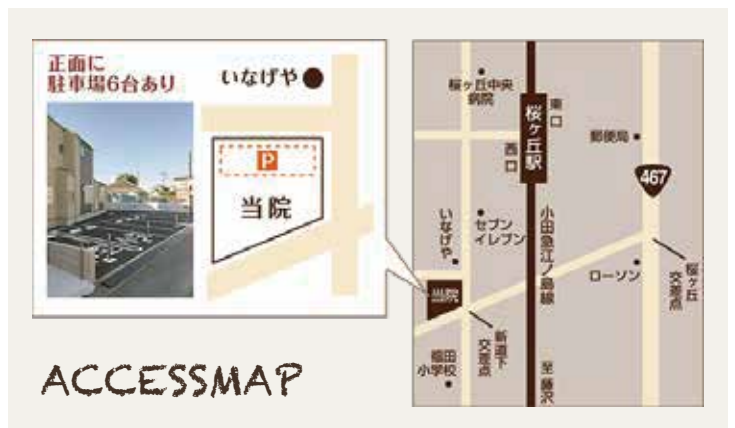 正面に
駐車場6台あり
いなげや
P
当院
ACCESSMAP
桜ヶ丘中央
病院
桜ヶ丘駅
東口
西口
郵便局
467
いなげや
セブン
イレブン
小田急江ノ島線
ローソン
桜ヶ丘
交差点
当院
新道下
交差点
福田
小学校
至藤沢